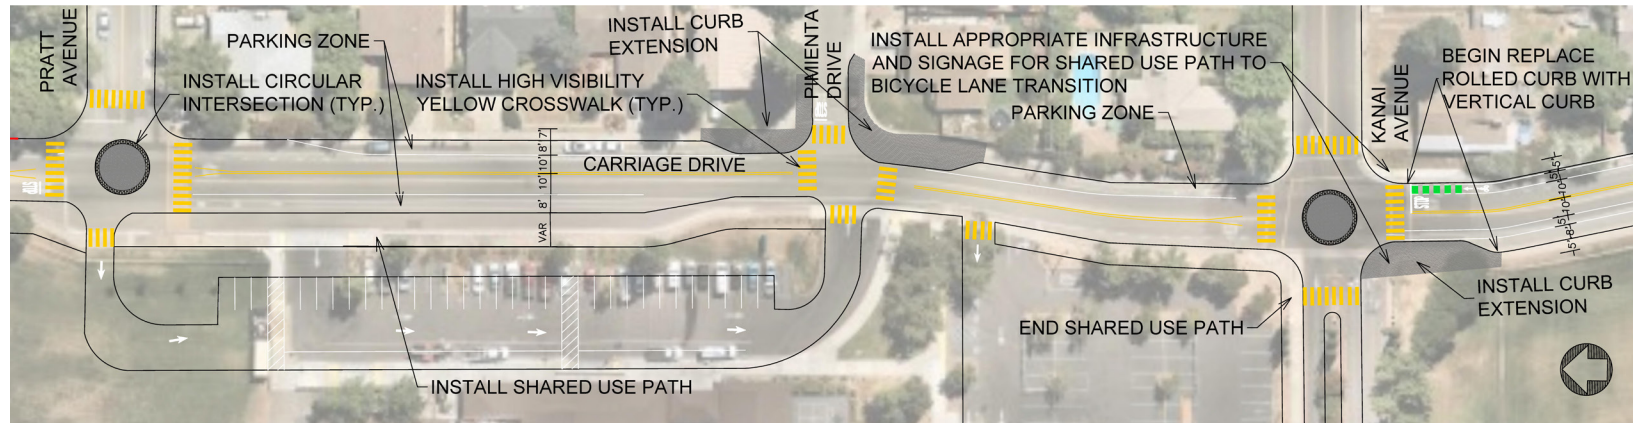 PRATT
AVENUE
PARKING ZONE
INSTALL CIRCULAR
INTERSECTION (TYP.)
INSTALL HIGH VISIBILITY
YELLOW CROSSWALK (TYP.)
INSTALL CURB
EXTENSION
PIMIENTA
DRIVE
INSTALL APPROPRIATE INFRASTRUCTURE
AND SIGNAGE FOR SHARED USE PATH TO
BICYCLE LANE TRANSITION
PARKING ZONE
KANAI
AVENUE
BEGIN REPLACE
ROLLED CURB WITH
VERTICAL CURB
CARRIAGE DRIVE
7'
8'
10'
10'
8'
VAR
INSTALL SHARED USE PATH
END SHARED USE PATH
INSTALL CURB
EXTENSION